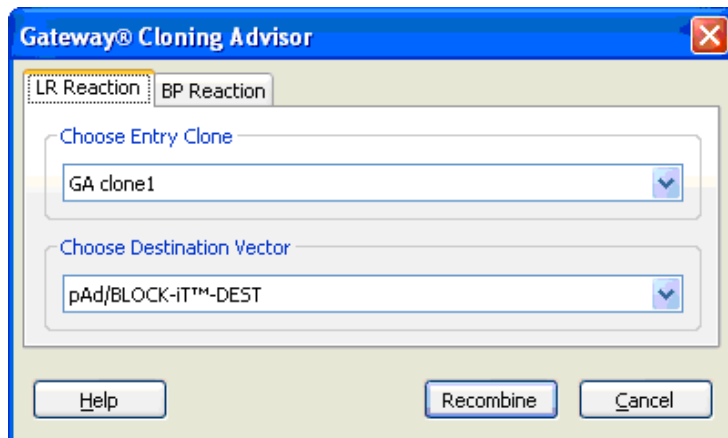 Gateway® Cloning Advisor
LR Reaction BP Reaction
Choose Entry Clone
GA clone1
Choose Destination Vector
pAd/BLOCK-iT™-DEST
Help Recombine Cancel